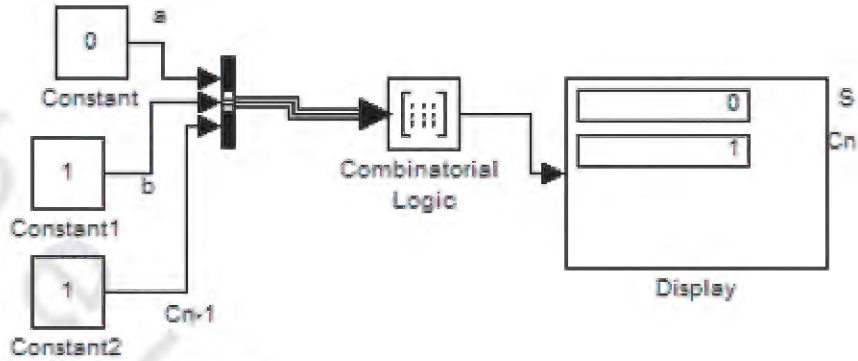 a
0
Constant
1
b
Constant1
1
Cn-1
Constant2
Combinatorial
Logic
0
S
1
Cn
Display